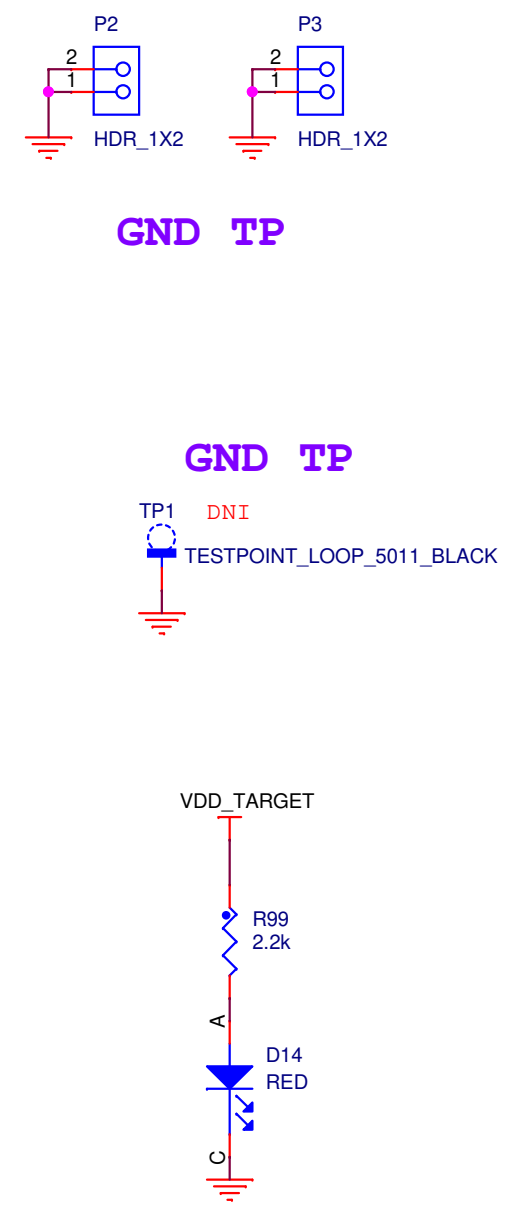 P2 P3
2 2
1 1
HDR_1X2 HDR_1X2
GND TP
GND TP
TP1 DNI
TESTPOINT_LOOP_5011_BLACK
VDD_TARGET
R99
2.2k
A
D14
RED
C